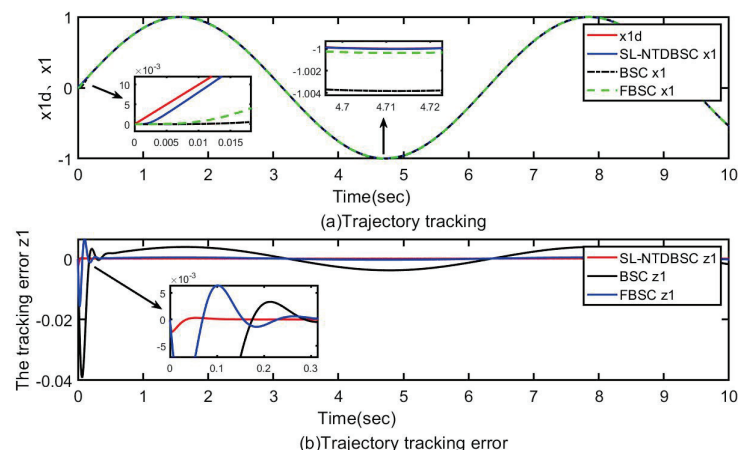 1
0
-1
x1d、x1
×10⁻³
10
5
0
0 0.005 0.01 0.015
-1
-1.002
-1.004
4.7 4.71 4.72
x1d
SL-NTDBSC x1
BSC x1
FBSC x1
0 1 2 3 4 5 6 7 8 9 10
Time(sec)
(a)Trajectory tracking
0
-0.02
-0.04
The tracking error z1
×10⁻³
5
0
-5
0 0.1 0.2 0.3
SL-NTDBSC z1
BSC z1
FBSC z1
0 1 2 3 4 5 6 7 8 9 10
Time(sec)
(b)Trajectory tracking error